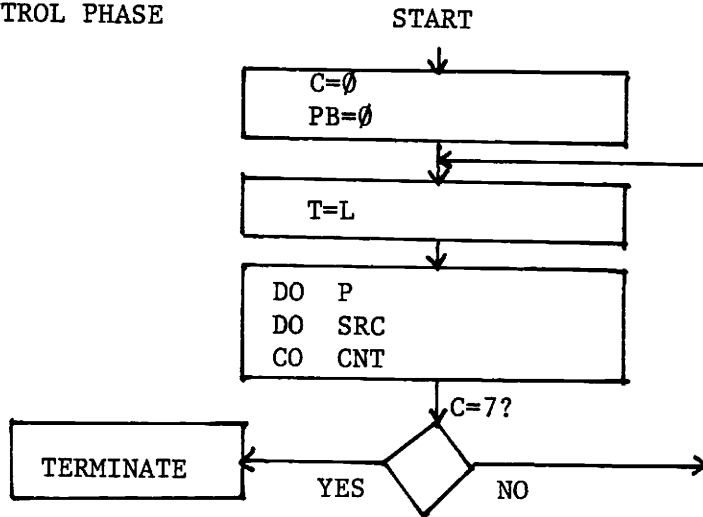 TROL PHASE
START
C=∅
PB=∅
T=L
DO P
DO SRC
CO CNT
C=7?
TERMINATE
YES
NO